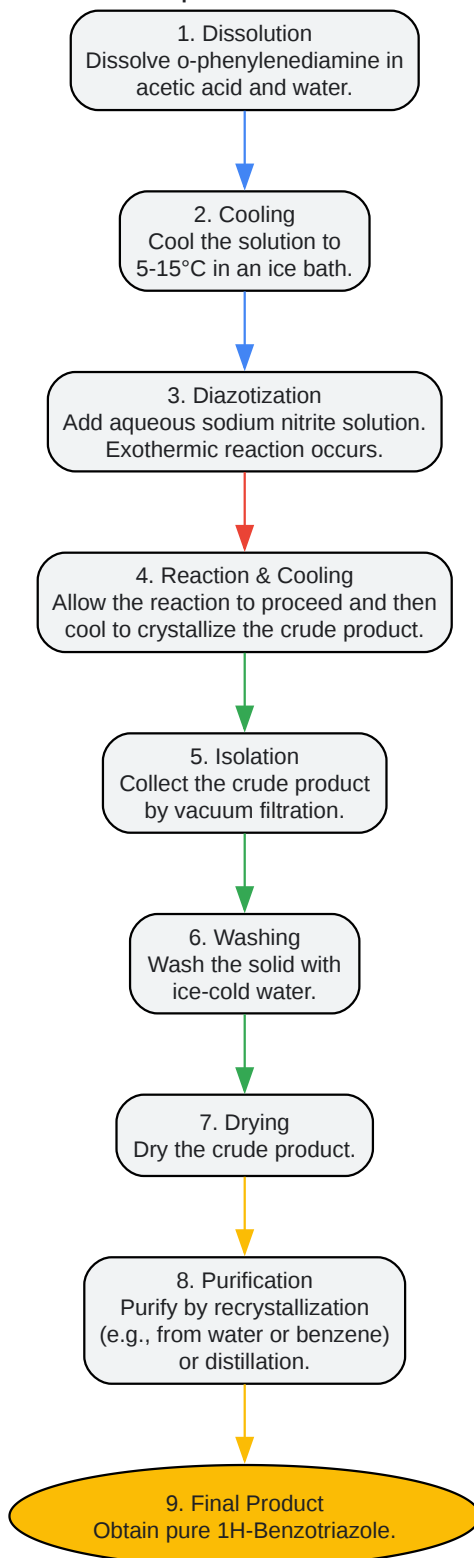 1. Dissolution
Dissolve o-phenylenediamine in
acetic acid and water.
2. Cooling
Cool the solution to
5-15°C in an ice bath.
3. Diazotization
Add aqueous sodium nitrite solution.
Exothermic reaction occurs.
4. Reaction & Cooling
Allow the reaction to proceed and then
cool to crystallize the crude product.
5. Isolation
Collect the crude product
by vacuum filtration.
6. Washing
Wash the solid with
ice-cold water.
7. Drying
Dry the crude product.
8. Purification
Purify by recrystallization
(e.g., from water or benzene)
or distillation.
9. Final Product
Obtain pure 1H-Benzotriazole.